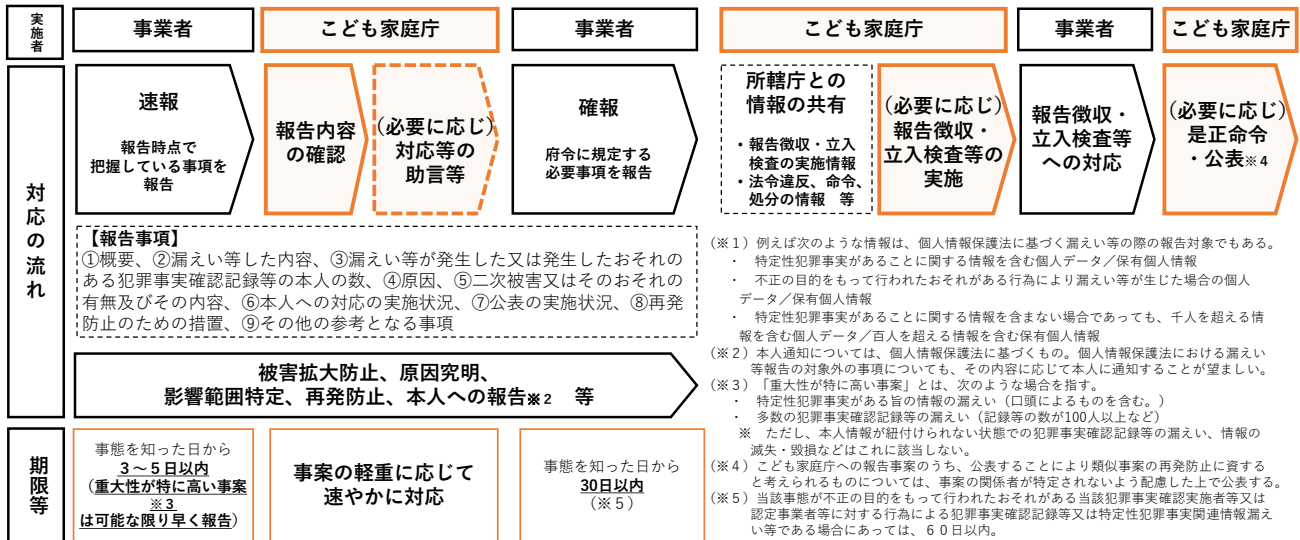 実施者
事業者
こども家庭庁
事業者
こども家庭庁
事業者
こども家庭庁
対応の流れ
速報
報告時点で
把握している事項を
報告
報告内容
の確認
(必要に応じ)
対応等の
助言等
確報
府令に規定する
必要事項を報告
所轄庁との
情報の共有
・報告徴収・立入
検査の実施情報
・法令違反、命令、
処分の情報　等
(必要に応じ)
報告徴収・
立入検査等の
実施
報告徴収・
立入検査等
への対応
(必要に応じ)
是正命令
・公表※4
【報告事項】
①概要、②漏えい等した内容、③漏えい等が発生した又は発生したおそれの
ある犯罪事実確認記録等の本人の数、④原因、⑤二次被害又はそのおそれの
有無及びその内容、⑥本人への対応の実施状況、⑦公表の実施状況、⑧再発
防止のための措置、⑨その他の参考となる事項
被害拡大防止、原因究明、
影響範囲特定、再発防止、本人への報告※2　等
期限等
事態を知った日から
３～５日以内
(重大性が特に高い事案
※3
は可能な限り早く報告)
事案の軽重に応じて
速やかに対応
事態を知った日から
30日以内
(※5)
(※1) 例えば次のような情報は、個人情報保護法に基づく漏えい等の際の報告対象でもある。
・　特定性犯罪事実があることに関する情報を含む個人データ／保有個人情報
・　不正の目的をもって行われたおそれがある行為により漏えい等が生じた場合の個人
データ／保有個人情報
・　特定性犯罪事実があることに関する情報を含まない場合であっても、千人を超える情
報を含む個人データ／百人を超える情報を含む保有個人情報
(※2) 本人通知については、個人情報保護法に基づくもの。個人情報保護法における漏えい
等報告の対象外の事項についても、その内容に応じて本人に通知することが望ましい。
(※3) 「重大性が特に高い事案」とは、次のような場合を指す。
・　特定性犯罪事実がある旨の情報の漏えい（口頭によるものを含む。）
・　多数の犯罪事実確認記録等の漏えい（記録等の数が100人以上など）
※　ただし、本人情報が紐付けられない状態での犯罪事実確認記録等の漏えい、情報の
滅失・毀損などはこれに該当しない。
(※4) こども家庭庁への報告事案のうち、公表することにより類似事案の再発防止に資する
と考えられるものについては、事案の関係者が特定されないよう配慮した上で公表する。
(※5) 当該事態が不正の目的をもって行われたおそれがある当該犯罪事実確認実施者等又は
認定事業者等に対する行為による犯罪事実確認記録等又は特定性犯罪事実関連情報漏え
い等である場合にあっては、６０日以内。